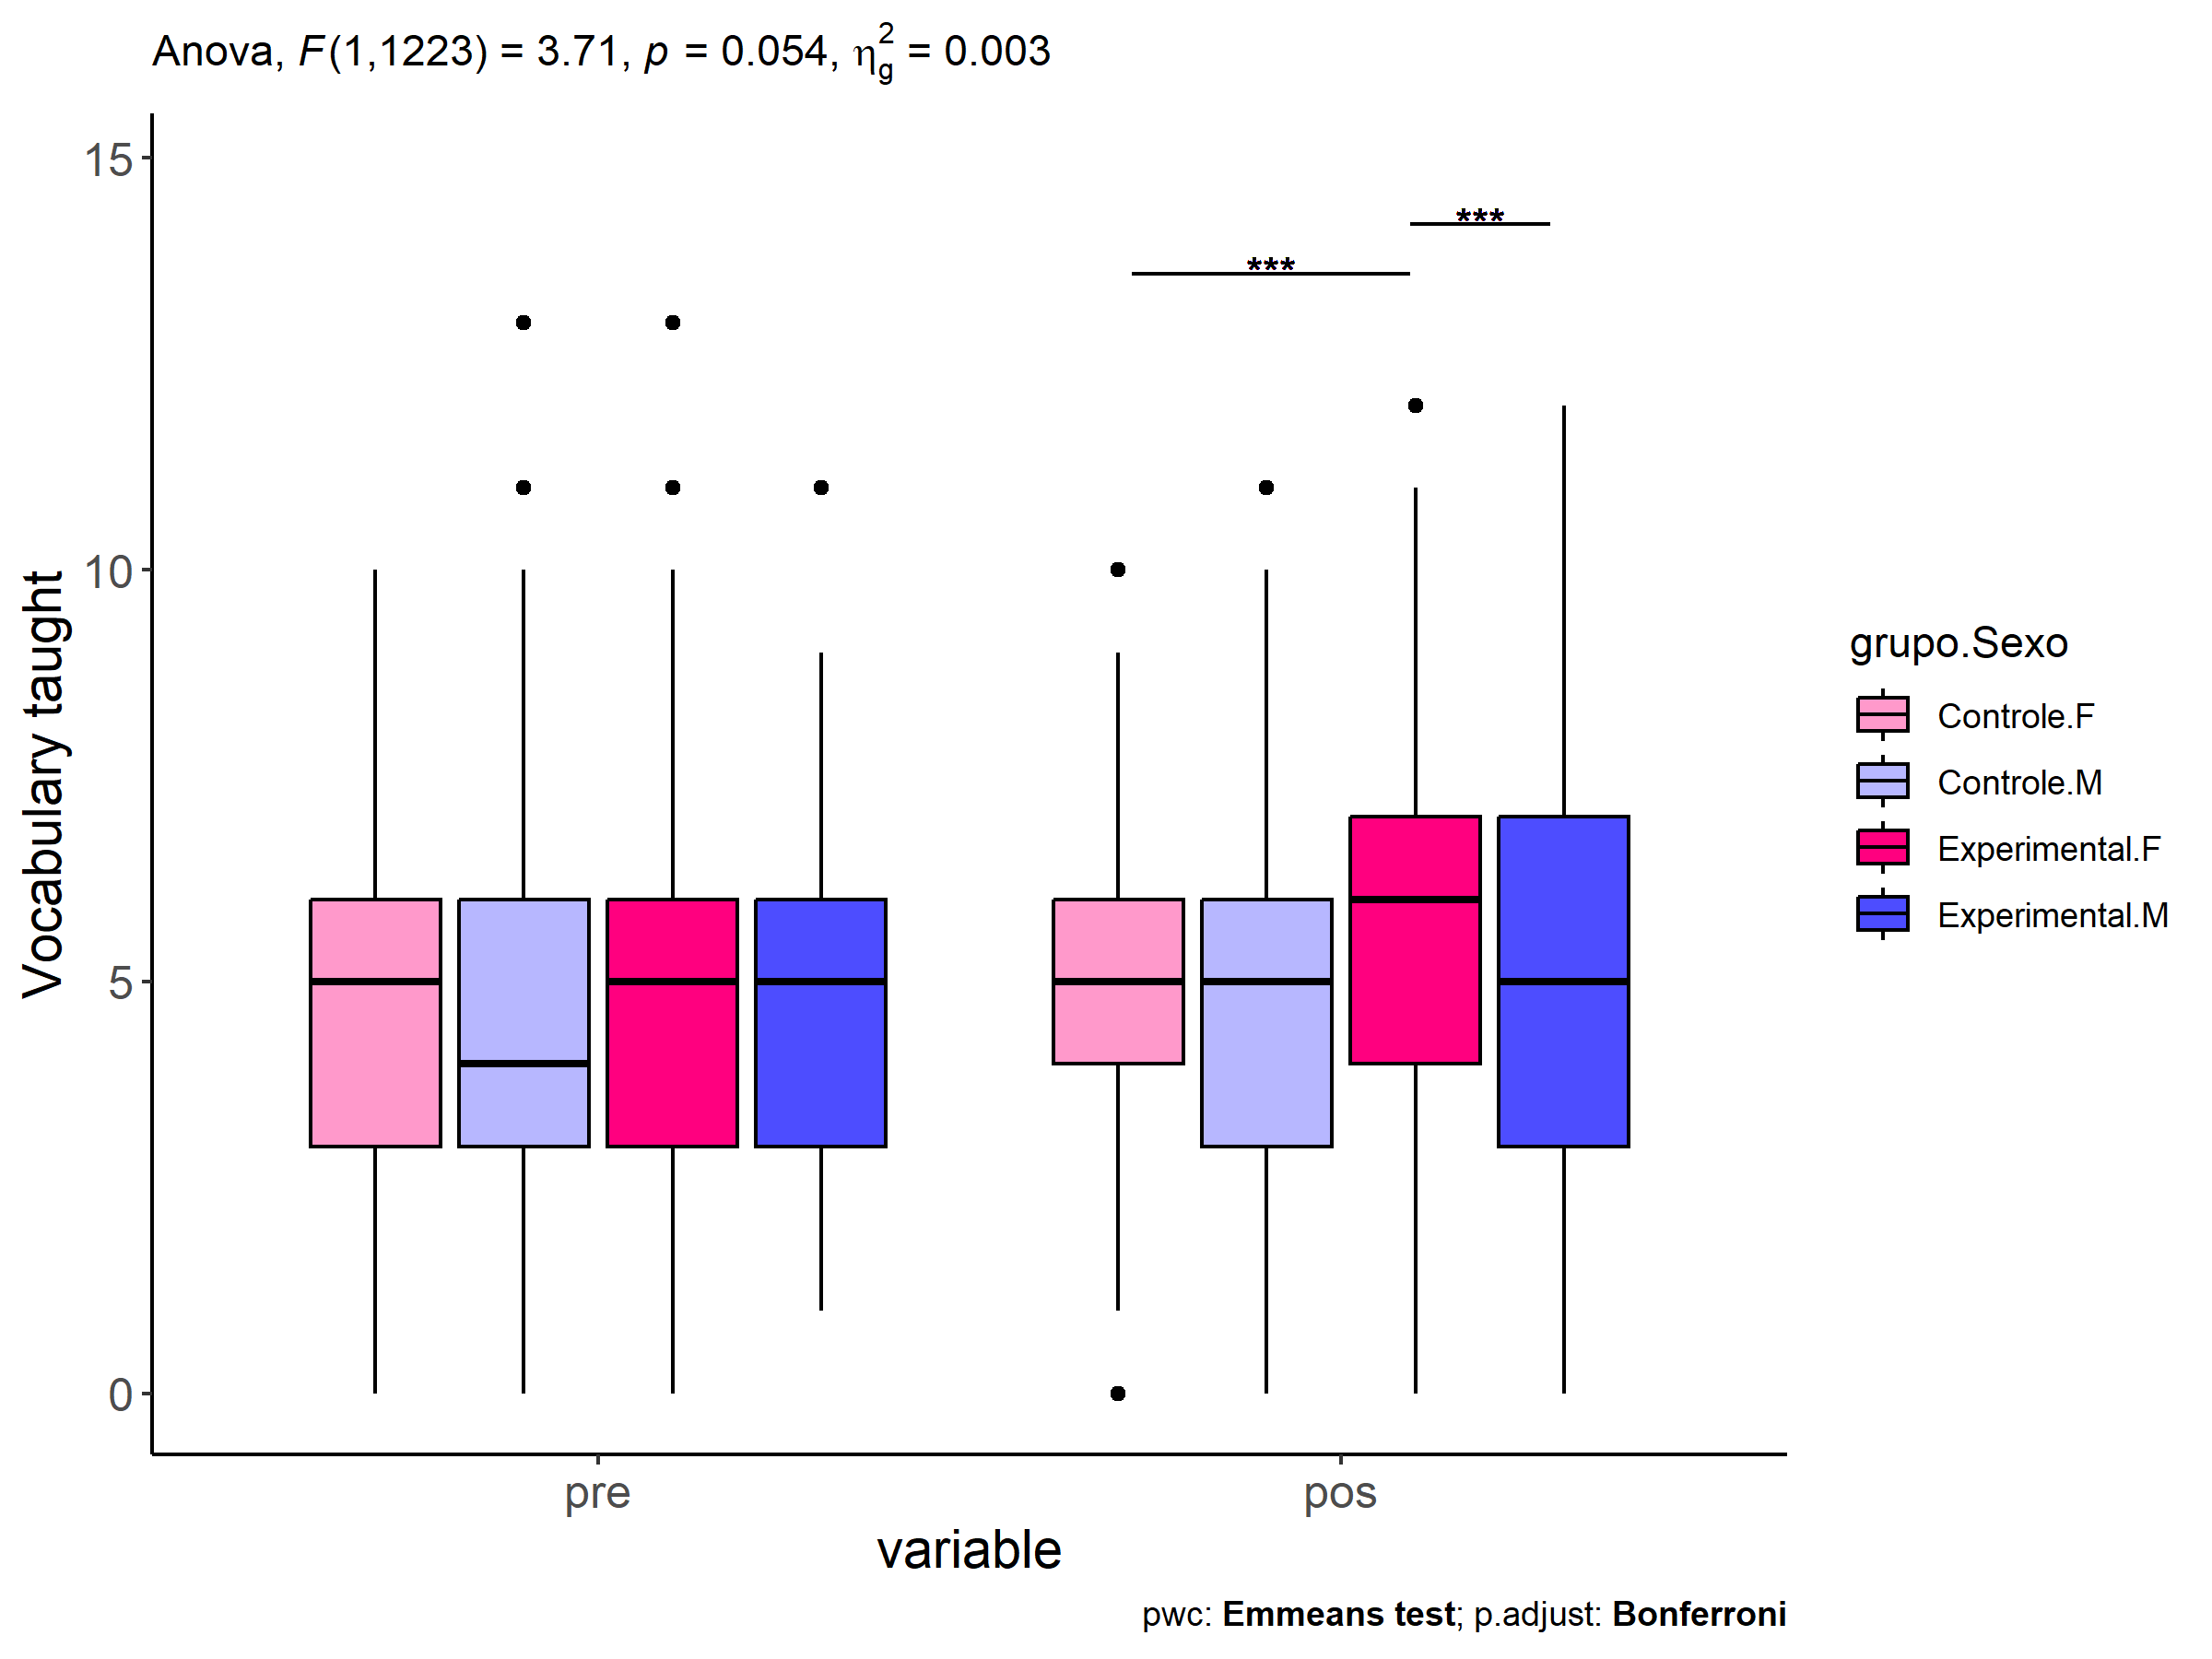 Anova, F(1,1223) = 3.71, p = 0.054, η²g = 0.003
15
10
5
0
Vocabulary taught
***
***
pre
pos
variable
grupo.Sexo
Controle.F
Controle.M
Experimental.F
Experimental.M
pwc: Emmeans test; p.adjust: Bonferroni